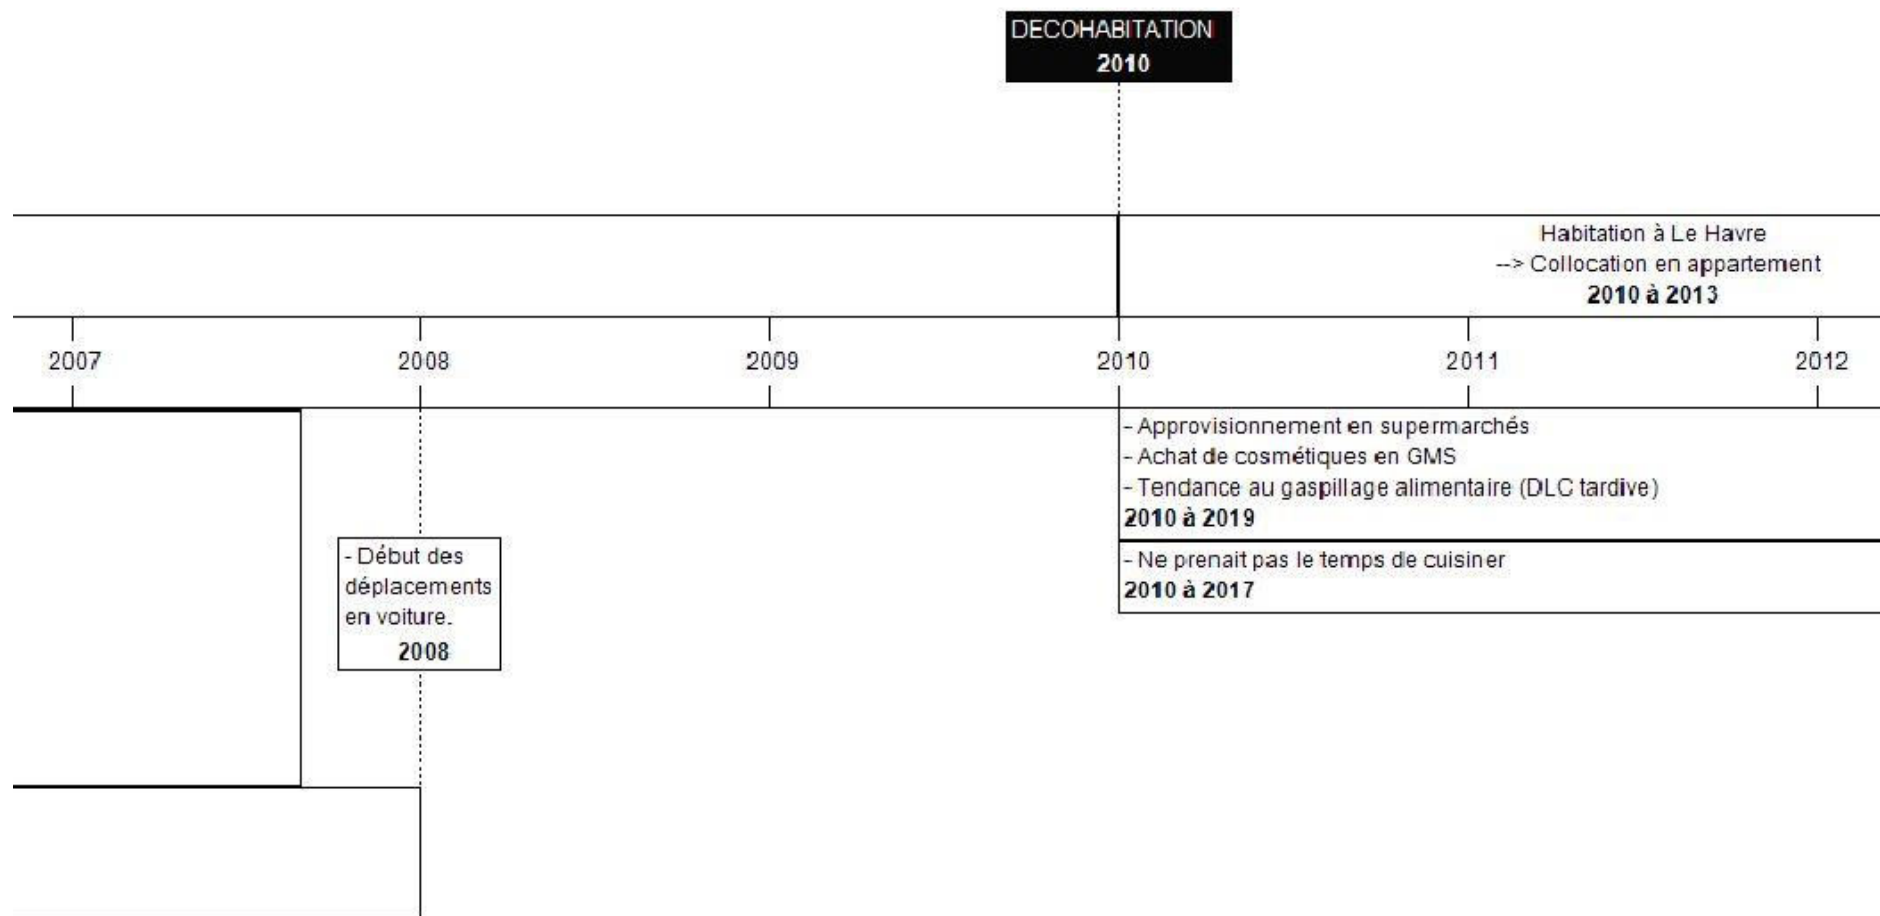 DECOHABITATION
2010
Habitation à Le Havre
--> Collocation en appartement
2010 à 2013
2007 2008 2009 2010 2011 2012
- Approvisionnement en supermarchés
- Achat de cosmétiques en GMS
- Tendance au gaspillage alimentaire (DLC tardive)
2010 à 2019
- Ne prenait pas le temps de cuisiner
2010 à 2017
- Début des
déplacements
en voiture.
2008